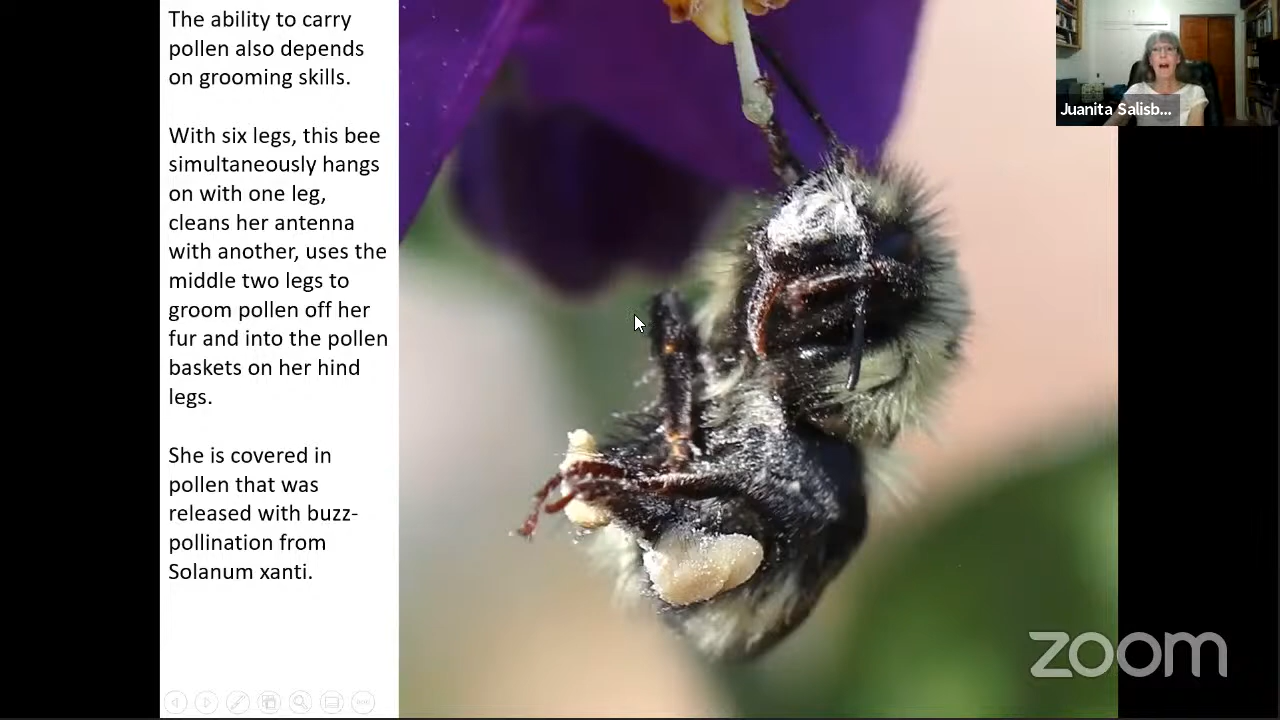 The ability to carry
pollen also depends
on grooming skills.
With six legs, this bee
simultaneously hangs
on with one leg,
cleans her antenna
with another, uses the
middle two legs to
groom pollen off her
fur and into the pollen
baskets on her hind
legs.
She is covered in
pollen that was
released with buzz-
pollination from
Solanum xanti.
Juanita Salisb...
zoom